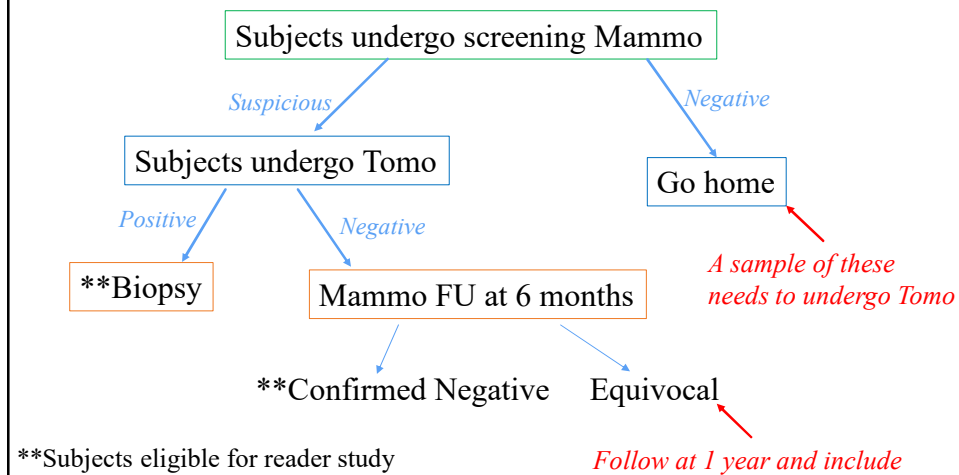 Subjects undergo screening Mammo
Suspicious
Negative
Subjects undergo Tomo
Go home
Positive
Negative
A sample of these
needs to undergo Tomo
**Biopsy
Mammo FU at 6 months
**Confirmed Negative
Equivocal
**Subjects eligible for reader study
Follow at 1 year and include